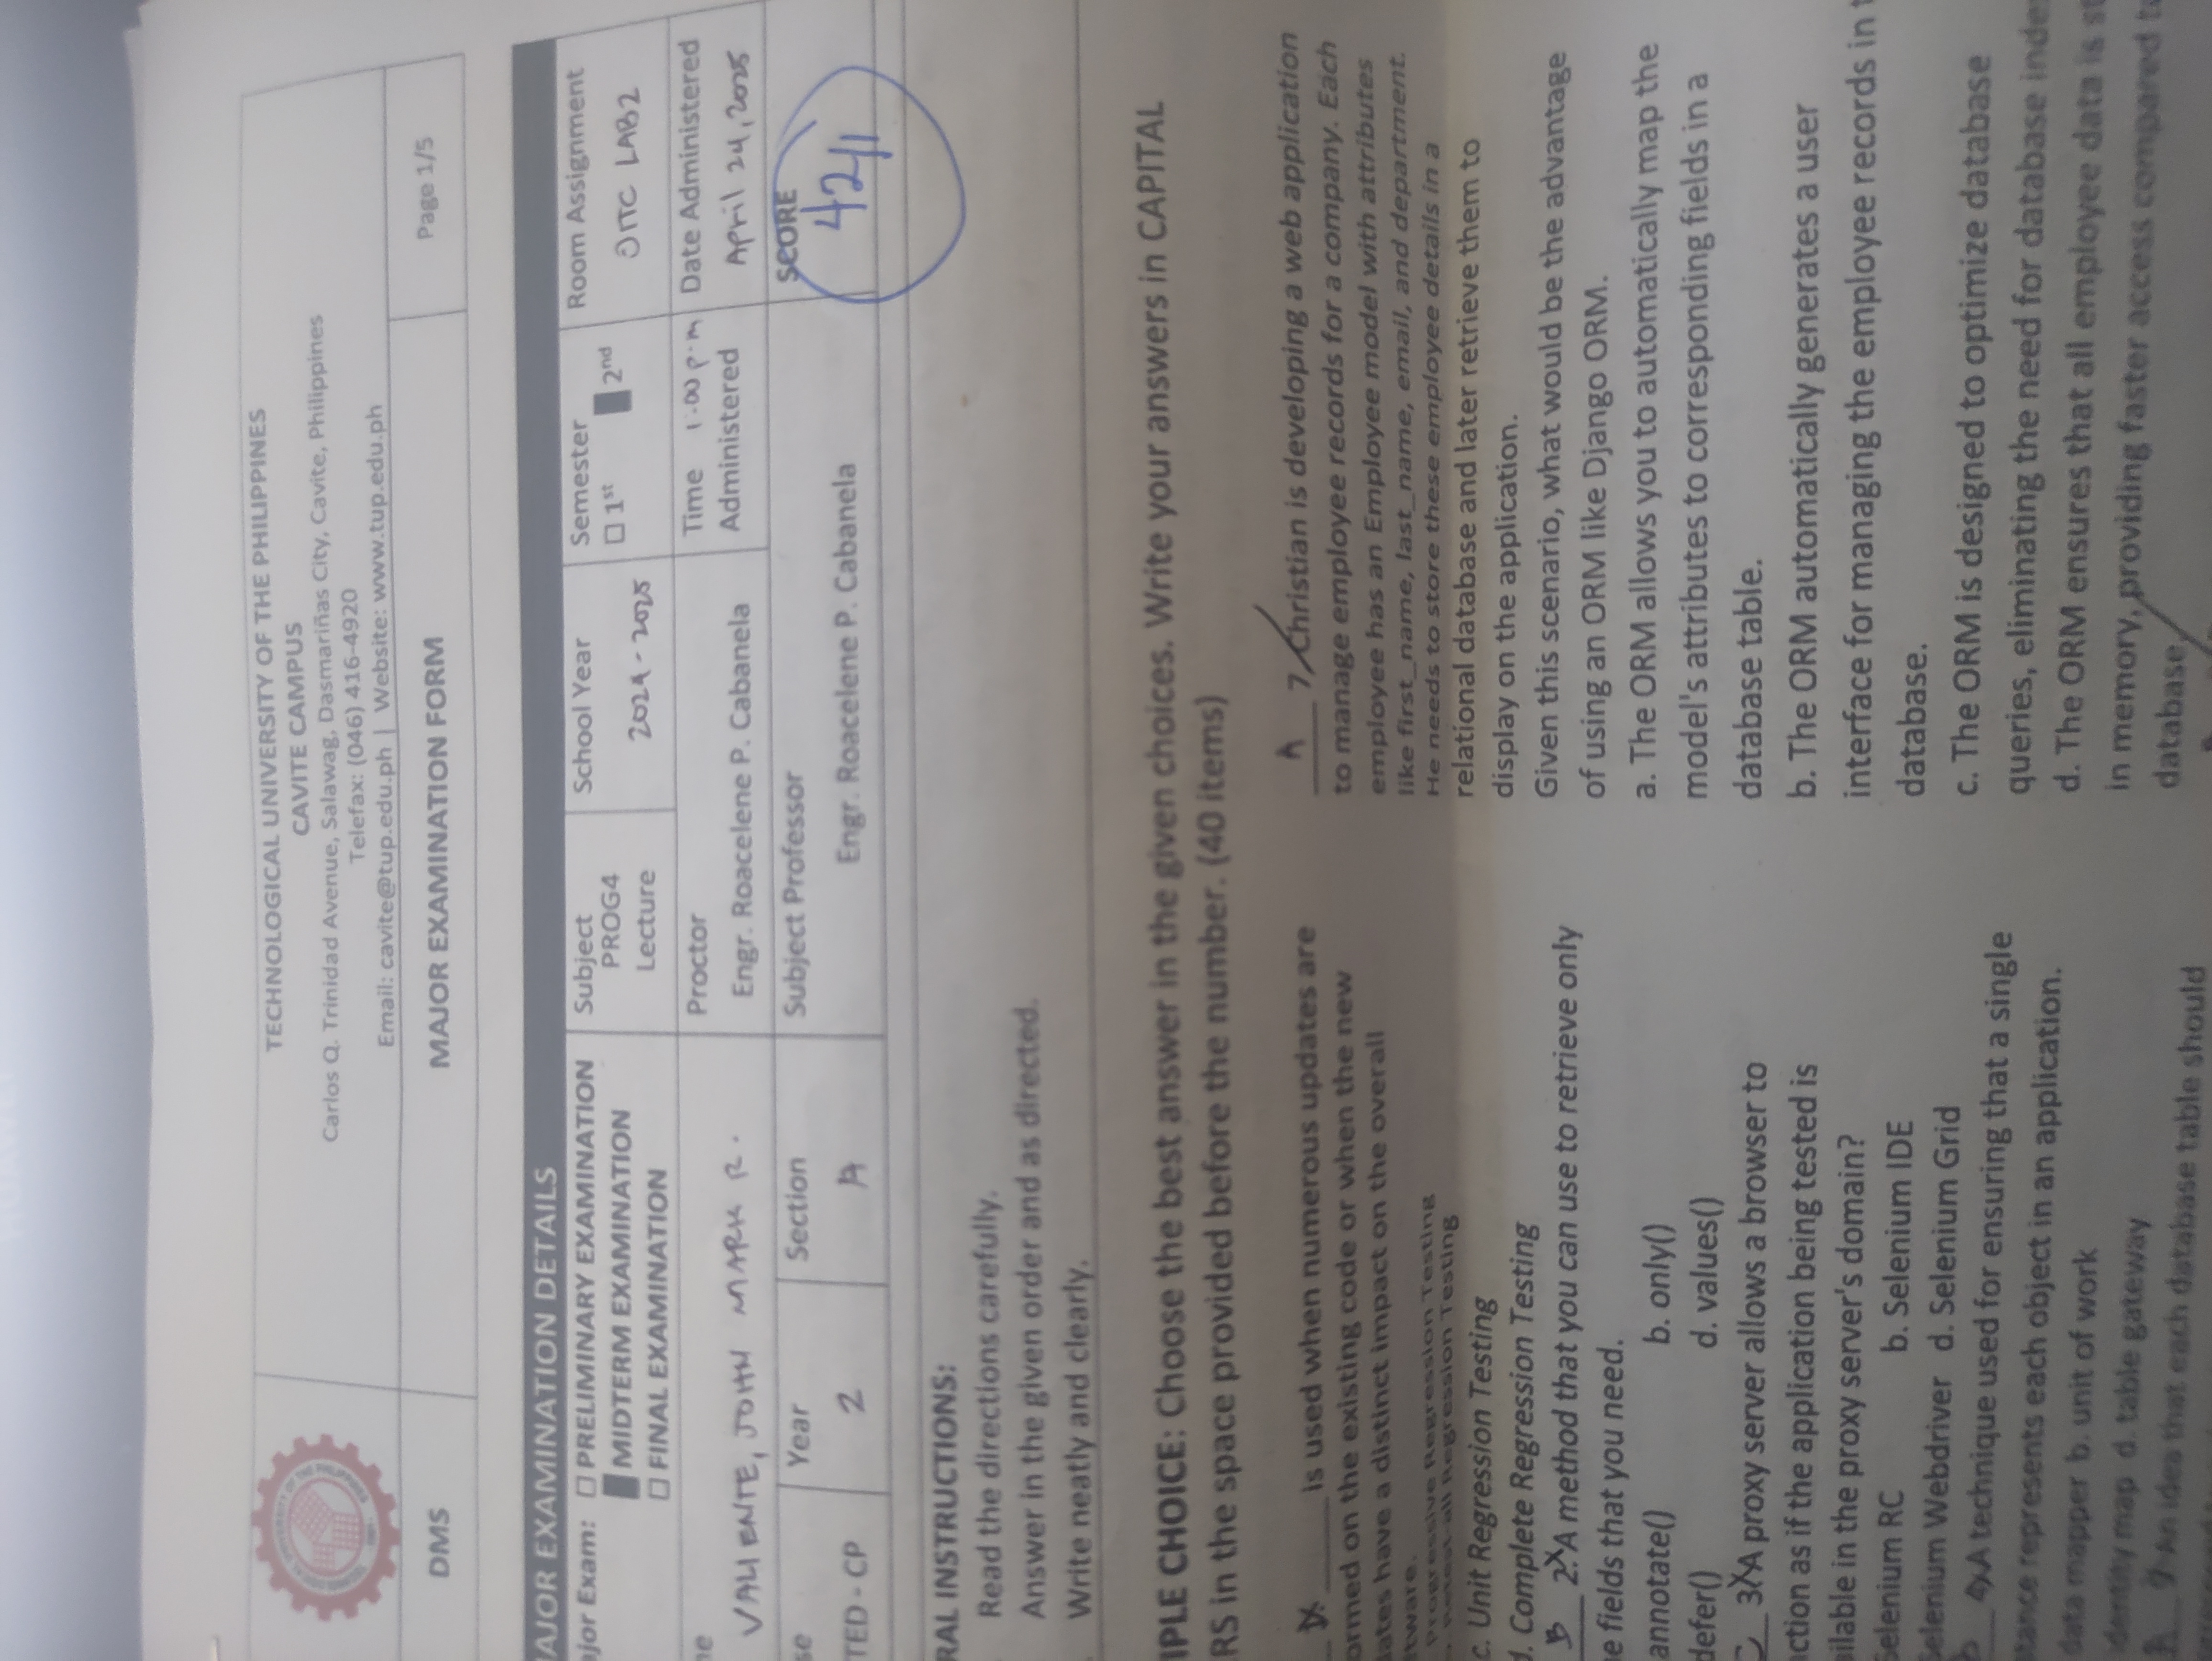 HUAWEI
TECHNOLOGICAL UNIVERSITY OF THE PHILIPPINES
CAVITE CAMPUS
Carlos Q. Trinidad Avenue, Salawag, Dasmariñas City, Cavite, Philippines
Telefax: (046) 416-4920
Email: cavite@tup.edu.ph | Website: www.tup.edu.ph
DMS
MAJOR EXAMINATION FORM
Page 1/5
AJOR EXAMINATION DETAILS
ajor Exam: PRELIMINARY EXAMINATION
MIDTERM EXAMINATION
FINAL EXAMINATION
Subject
PROG4
Lecture
School Year
2024-2025
Semester
1st 2nd
Room Assignment
LAB2
me
VALIENTE, JOHN MARK R.
Proctor
Engr. Roacelene P. Cabanela
Time 1:00 p.m
Administered
Date Administered
April 24, 2025
se
TED - CP
Year
2
Section
A
Subject Professor
Engr. Roacelene P. Cabanela
SCORE
42//
RAL INSTRUCTIONS:
Read the directions carefully.
Answer in the given order and as directed.
Write neatly and clearly.
IPLE CHOICE: Choose the best answer in the given choices. Write your answers in CAPITAL
RS in the space provided before the number. (40 items)
______ is used when numerous updates are
ormed on the existing code or when the new
dates have a distinct impact on the overall
tware.
Progressive Regression Testing
Retest-all Regression Testing
c. Unit Regression Testing
d. Complete Regression Testing
B 2. A method that you can use to retrieve only
e fields that you need.
annotate() b. only()
defer() d. values()
C 3. A proxy server allows a browser to
ction as if the application being tested is
ilable in the proxy server's domain?
Selenium RC b. Selenium IDE
Selenium Webdriver d. Selenium Grid
4. A technique used for ensuring that a single
stance represents each object in an application.
data mapper b. unit of work
identity map d. table gateway
An idea that each database table should
A 7. Christian is developing a web application
to manage employee records for a company. Each
employee has an Employee model with attributes
like first_name, last_name, email, and department.
He needs to store these employee details in a
relational database and later retrieve them to
display on the application.
Given this scenario, what would be the advantage
of using an ORM like Django ORM.
a. The ORM allows you to automatically map the
model's attributes to corresponding fields in a
database table.
b. The ORM automatically generates a user
interface for managing the employee records in
database.
c. The ORM is designed to optimize database
queries, eliminating the need for database inde
d. The ORM ensures that all employee data is st
in memory, providing faster access compared t
database.